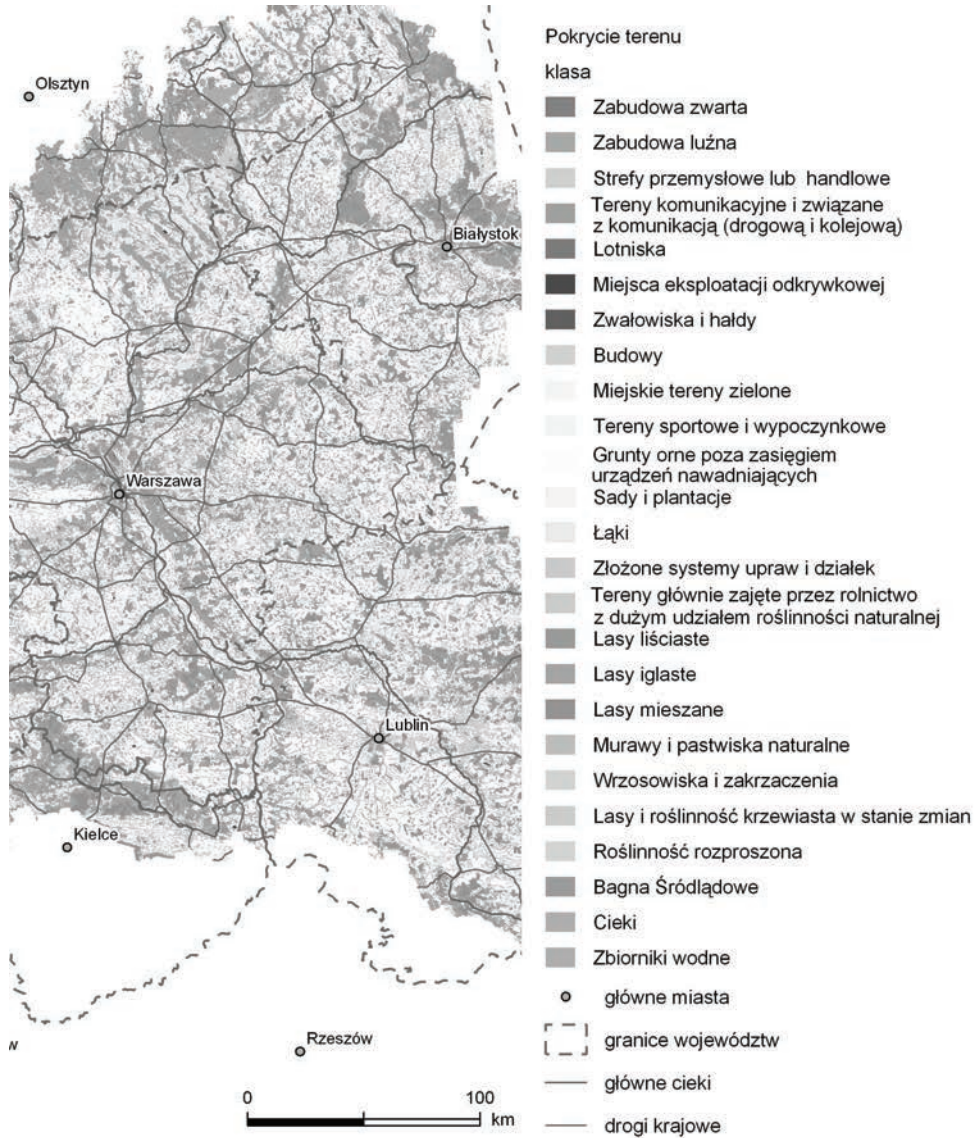 Olsztyn
Białystok
Warszawa
Lublin
Kielce
Rzeszów
w
0 100
km
Pokrycie terenu
klasa
Zabudowa zwarta
Zabudowa luźna
Strefy przemysłowe lub handlowe
Tereny komunikacyjne i związane
z komunikacją (drogową i kolejową)
Lotniska
Miejsca eksploatacji odkrywkowej
Zwałowiska i hałdy
Budowy
Miejskie tereny zielone
Tereny sportowe i wypoczynkowe
Grunty orne poza zasięgiem
urządzeń nawadniających
Sady i plantacje
Łąki
Złożone systemy upraw i działek
Tereny głównie zajęte przez rolnictwo
z dużym udziałem roślinności naturalnej
Lasy liściaste
Lasy iglaste
Lasy mieszane
Murawy i pastwiska naturalne
Wrzosowiska i zakrzaczenia
Lasy i roślinność krzewiasta w stanie zmian
Roślinność rozproszona
Bagna Śródlądowe
Cieki
Zbiorniki wodne
główne miasta
granice województw
główne cieki
drogi krajowe